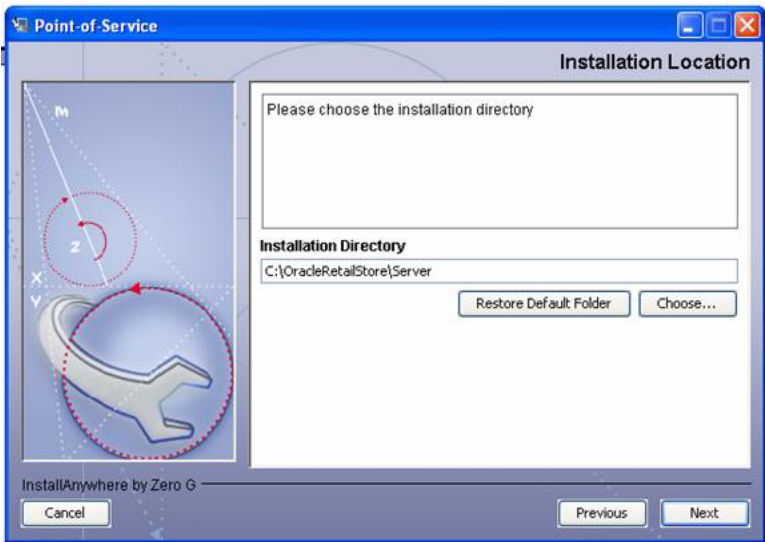 Point-of-Service
Installation Location
M
Z
X
Y
Please choose the installation directory
Installation Directory
C:\OracleRetailStore\Server
Restore Default Folder
Choose...
InstallAnywhere by Zero G
Cancel
Previous
Next